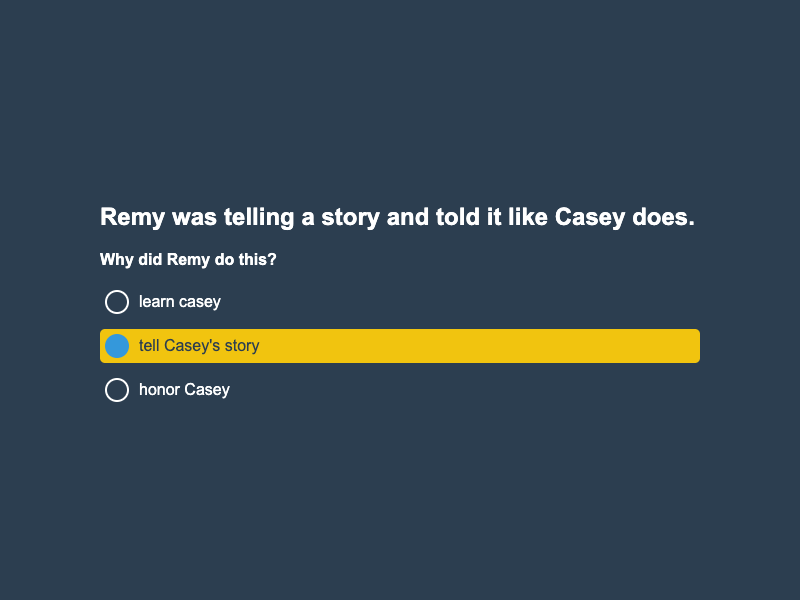 Remy was telling a story and told it like Casey does.
Why did Remy do this?
learn casey
tell Casey's story
honor Casey